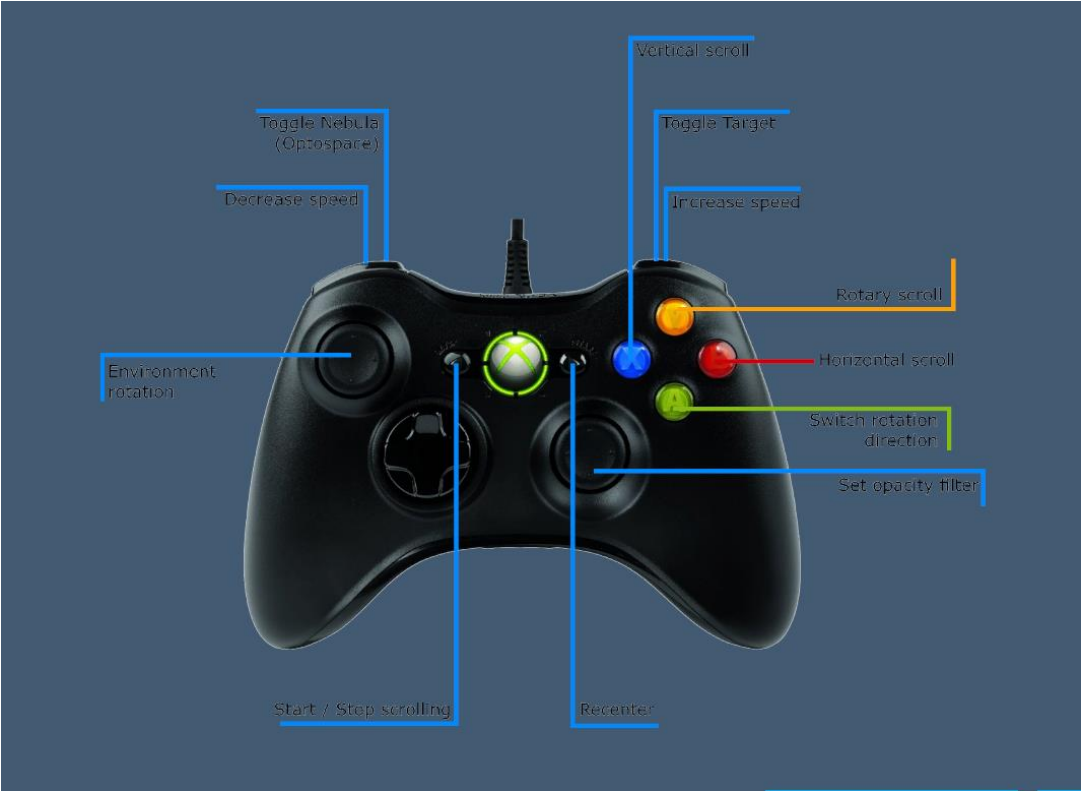 Vertical scroll
Toggle Nebula
(Optospace)
Toggle Target
Decrease speed
Increase speed
Rotary scroll
Horizontal scroll
Environment
rotation
Switch rotation
direction
Set opacity filter
Start / Stop scrolling
Recenter
Y
X
A